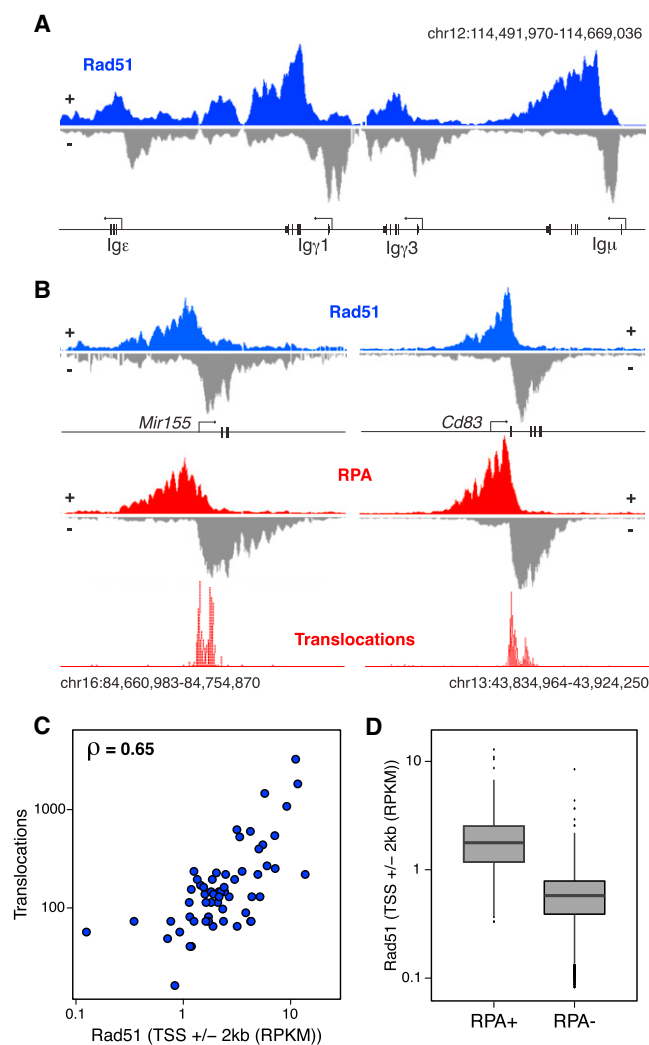 A
chr12:114,491,970-114,669,036
Rad51
+
-
Igε
Igγ1
Igγ3
Igμ
B
Rad51
+
+
-
-
Mir155
Cd83
RPA
+
+
-
-
Translocations
chr16:84,660,983-84,754,870
chr13:43,834,964-43,924,250
C
ρ = 0.65
Translocations
1000
100
0.1
1
10
Rad51 (TSS +/− 2kb (RPKM))
D
Rad51 (TSS +/− 2kb (RPKM))
10
1
0.1
RPA+
RPA-